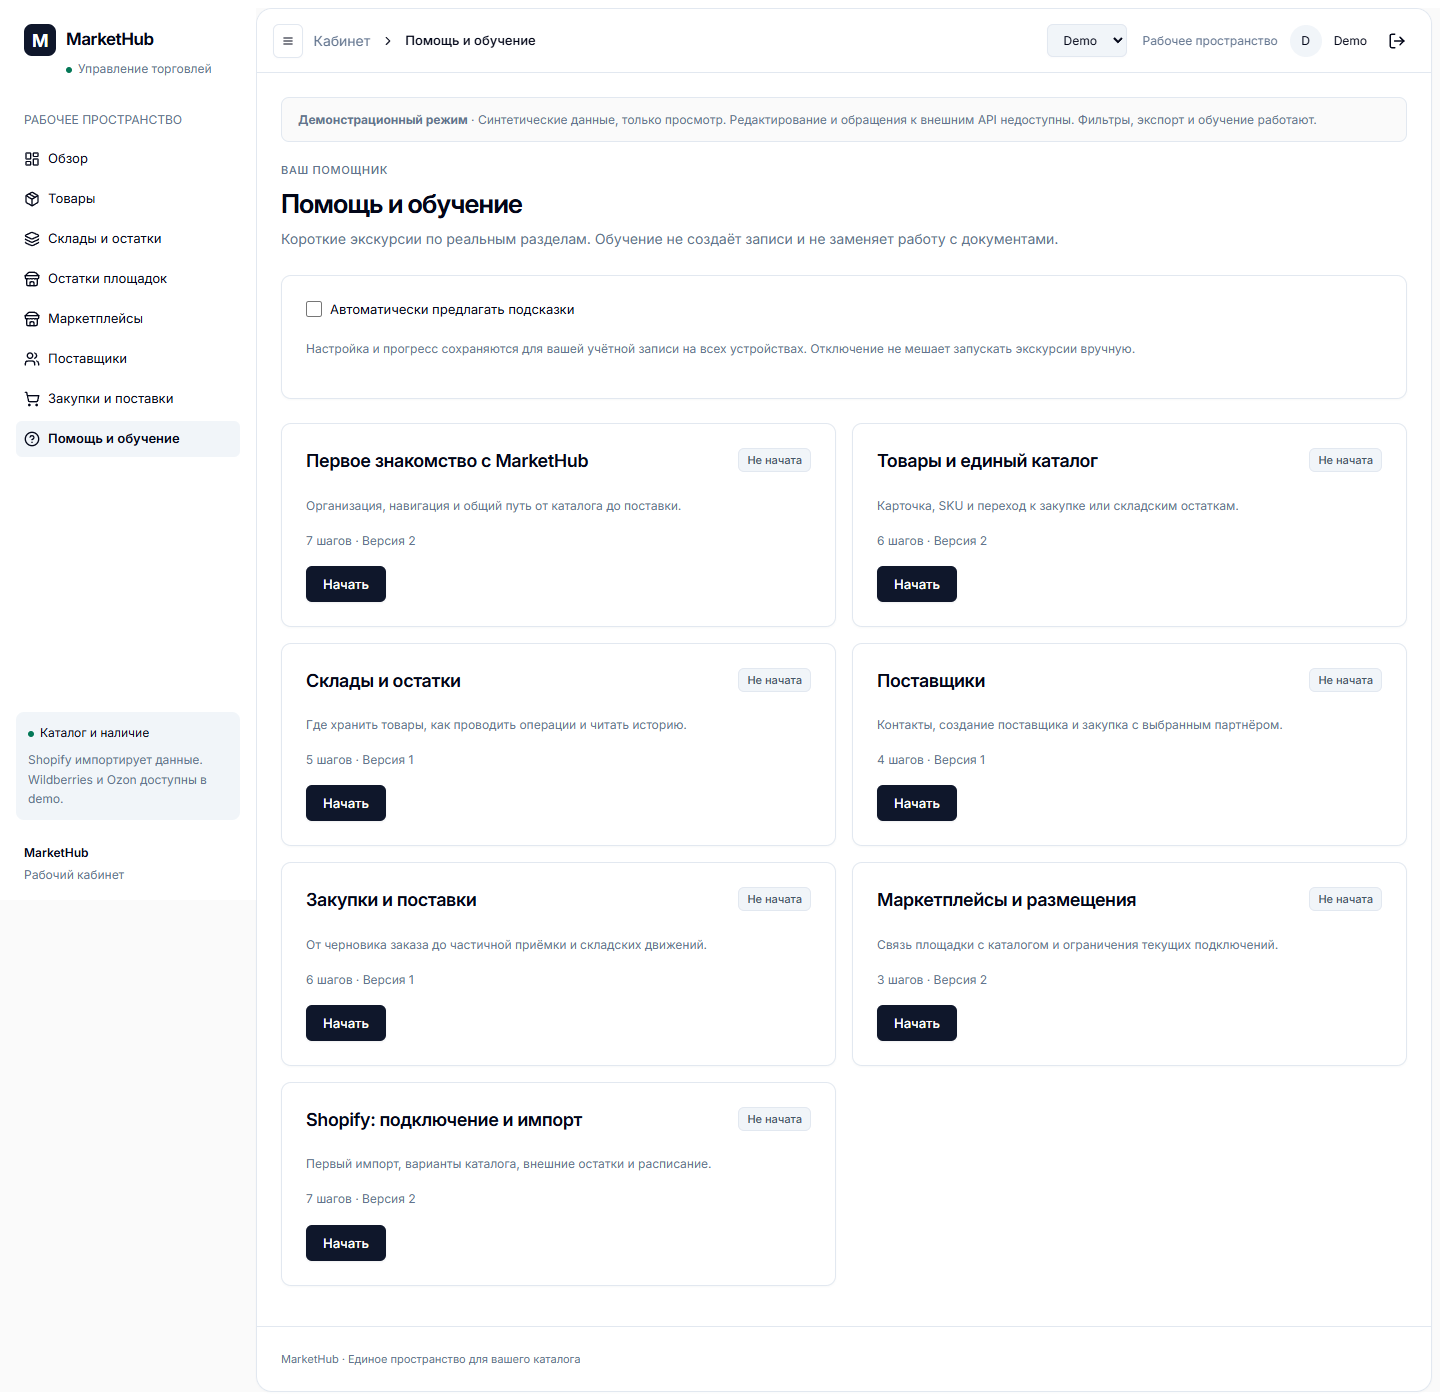 M MarketHub
Управление торговлей
РАБОЧЕЕ ПРОСТРАНСТВО
Обзор
Товары
Склады и остатки
Остатки площадок
Маркетплейсы
Поставщики
Закупки и поставки
Помощь и обучение
Каталог и наличие
Shopify импортирует данные.
Wildberries и Ozon доступны в
demo.
MarketHub
Рабочий кабинет
Кабинет
Помощь и обучение
Demo
Рабочее пространство
D
Demo
Демонстрационный режим · Синтетические данные, только просмотр. Редактирование и обращения к внешним API недоступны. Фильтры, экспорт и обучение работают.
ВАШ ПОМОЩНИК
Помощь и обучение
Короткие экскурсии по реальным разделам. Обучение не создаёт записи и не заменяет работу с документами.
Автоматически предлагать подсказки
Настройка и прогресс сохраняются для вашей учётной записи на всех устройствах. Отключение не мешает запускать экскурсии вручную.
Первое знакомство с MarketHub
Не начата
Организация, навигация и общий путь от каталога до поставки.
7 шагов · Версия 2
Начать
Товары и единый каталог
Не начата
Карточка, SKU и переход к закупке или складским остаткам.
6 шагов · Версия 2
Начать
Склады и остатки
Не начата
Где хранить товары, как проводить операции и читать историю.
5 шагов · Версия 1
Начать
Поставщики
Не начата
Контакты, создание поставщика и закупка с выбранным партнёром.
4 шагов · Версия 1
Начать
Закупки и поставки
Не начата
От черновика заказа до частичной приёмки и складских движений.
6 шагов · Версия 1
Начать
Маркетплейсы и размещения
Не начата
Связь площадки с каталогом и ограничения текущих подключений.
3 шагов · Версия 2
Начать
Shopify: подключение и импорт
Не начата
Первый импорт, варианты каталога, внешние остатки и расписание.
7 шагов · Версия 2
Начать
MarketHub · Единое пространство для вашего каталога